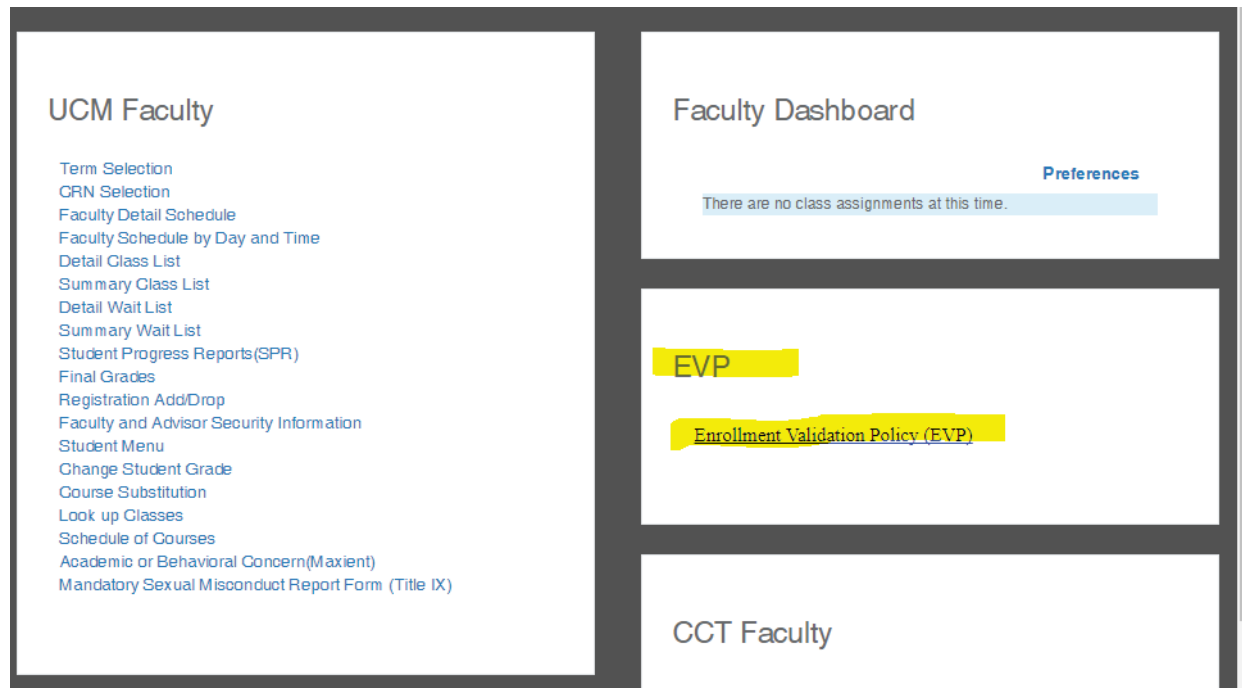 UCM Faculty
Term Selection
CRN Selection
Faculty Detail Schedule
Faculty Schedule by Day and Time
Detail Class List
Summary Class List
Detail Wait List
Summary Wait List
Student Progress Reports(SPR)
Final Grades
Registration Add/Drop
Faculty and Advisor Security Information
Student Menu
Change Student Grade
Course Substitution
Look up Classes
Schedule of Courses
Academic or Behavioral Concern(Maxient)
Mandatory Sexual Misconduct Report Form (Title IX)
Faculty Dashboard
Preferences
There are no class assignments at this time.
EVP
Enrollment Validation Policy (EVP)
CCT Faculty